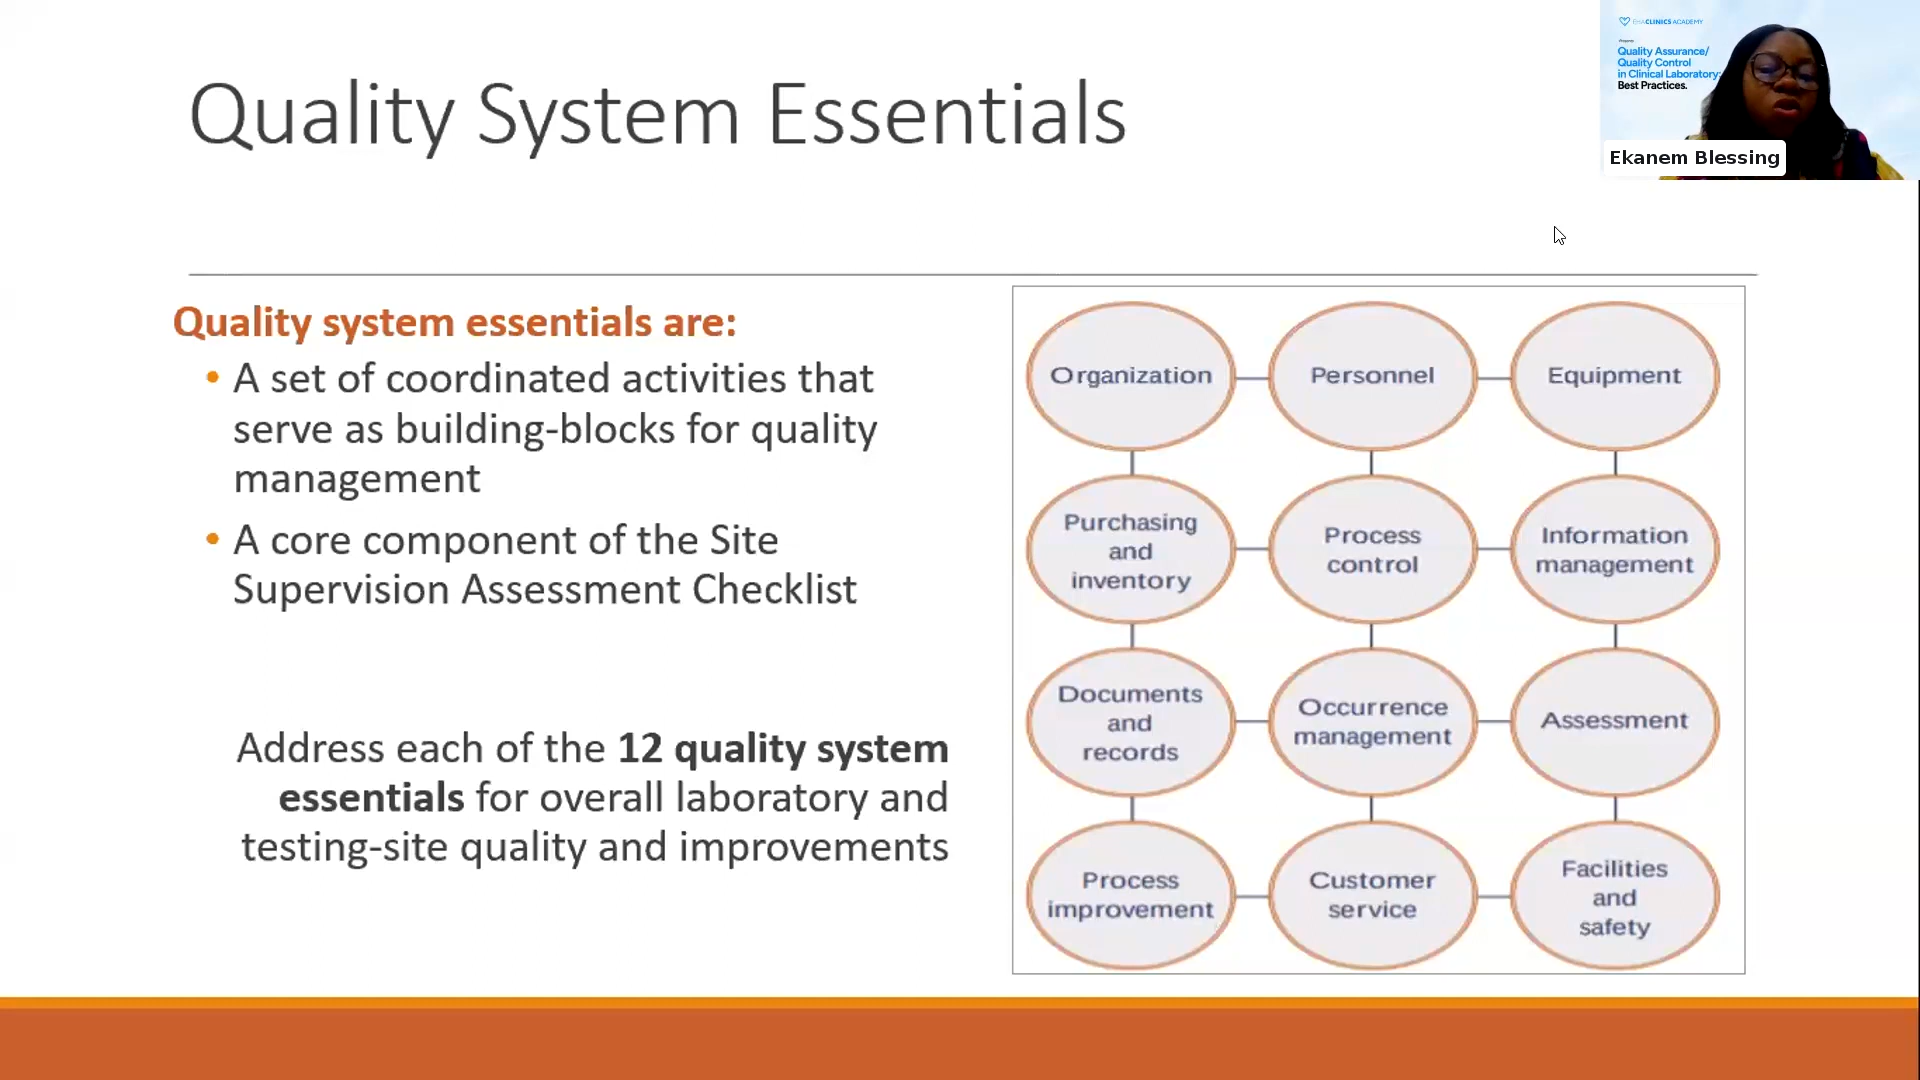 Quality System Essentials
CLINICS ACADEMY
Quality Assurance/
Quality Control
in Clinical Laboratory:
Best Practices.
Ekanem Blessing
Quality system essentials are:
• A set of coordinated activities that
serve as building-blocks for quality
management
• A core component of the Site
Supervision Assessment Checklist
Address each of the 12 quality system
essentials for overall laboratory and
testing-site quality and improvements
Organization
Personnel
Equipment
Purchasing
and
inventory
Process
control
Information
management
Documents
and
records
Occurrence
management
Assessment
Process
improvement
Customer
service
Facilities
and
safety